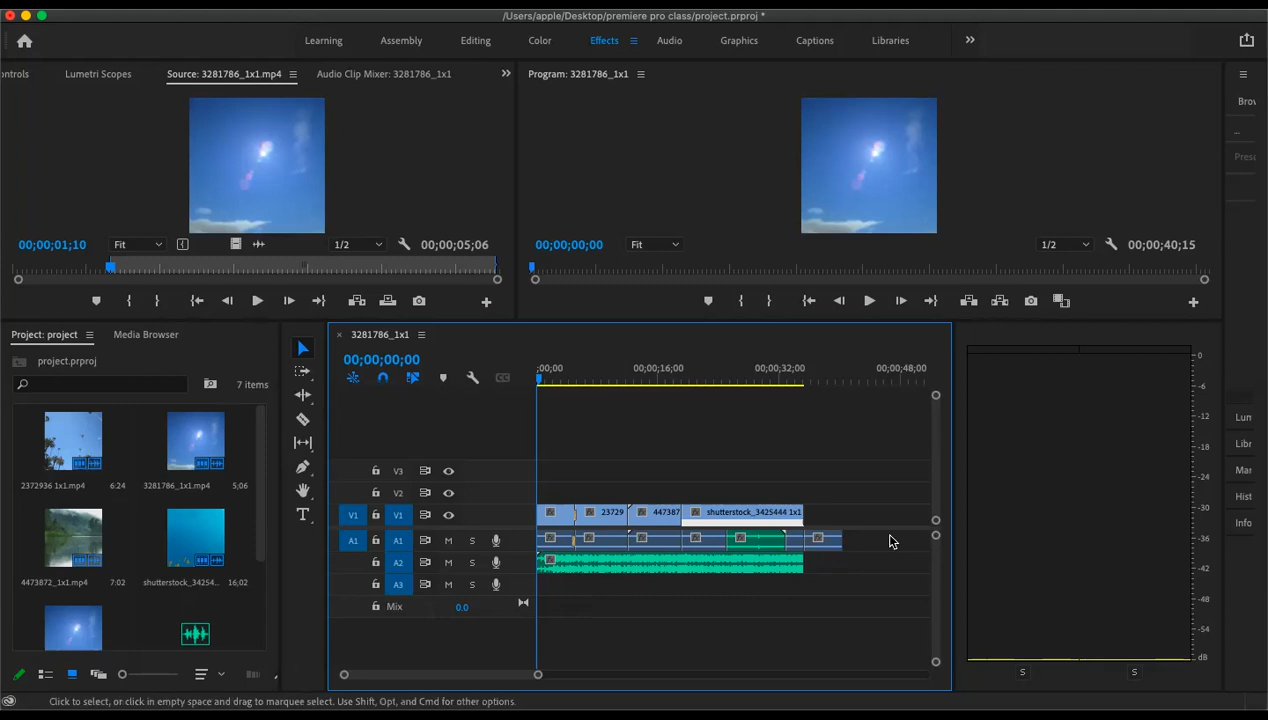 /Users/apple/Desktop/premiere pro class/project.prproj *
Learning Assembly Editing Color Effects Audio Graphics Captions Libraries
ontrols Lumetri Scopes Source: 3281786_1x1.mp4 Audio Clip Mixer: 3281786_1x1
Program: 3281786_1x1
Brow
...
Prese
00;00;01;10 Fit 1/2 00;00;05;06
00;00;00;00 Fit 1/2 00;00;40;15
Project: project Media Browser
project.prproj
7 items
2372936 1x1.mp4 6:24
3281786_1x1.mp4 5;06
4473872_1x1.mp4 7:02
shutterstock_34254... 16;02
3281786_1x1
00;00;00;00
;00;00 00;00;16;00 00;00;32;00 00;00;48;00
V3
V2
V1 V1 23729 447387 shutterstock_3425444 1x1
A1 A1 M S
A2 M S
A3 M S
Mix 0.0
0
-6
-12
-18
-24
-30
-36
-42
-48
-54
dB
S S
Lum
Libr
Mar
Hist
Info
Click to select, or click in empty space and drag to marquee select. Use Shift, Opt, and Cmd for other options.